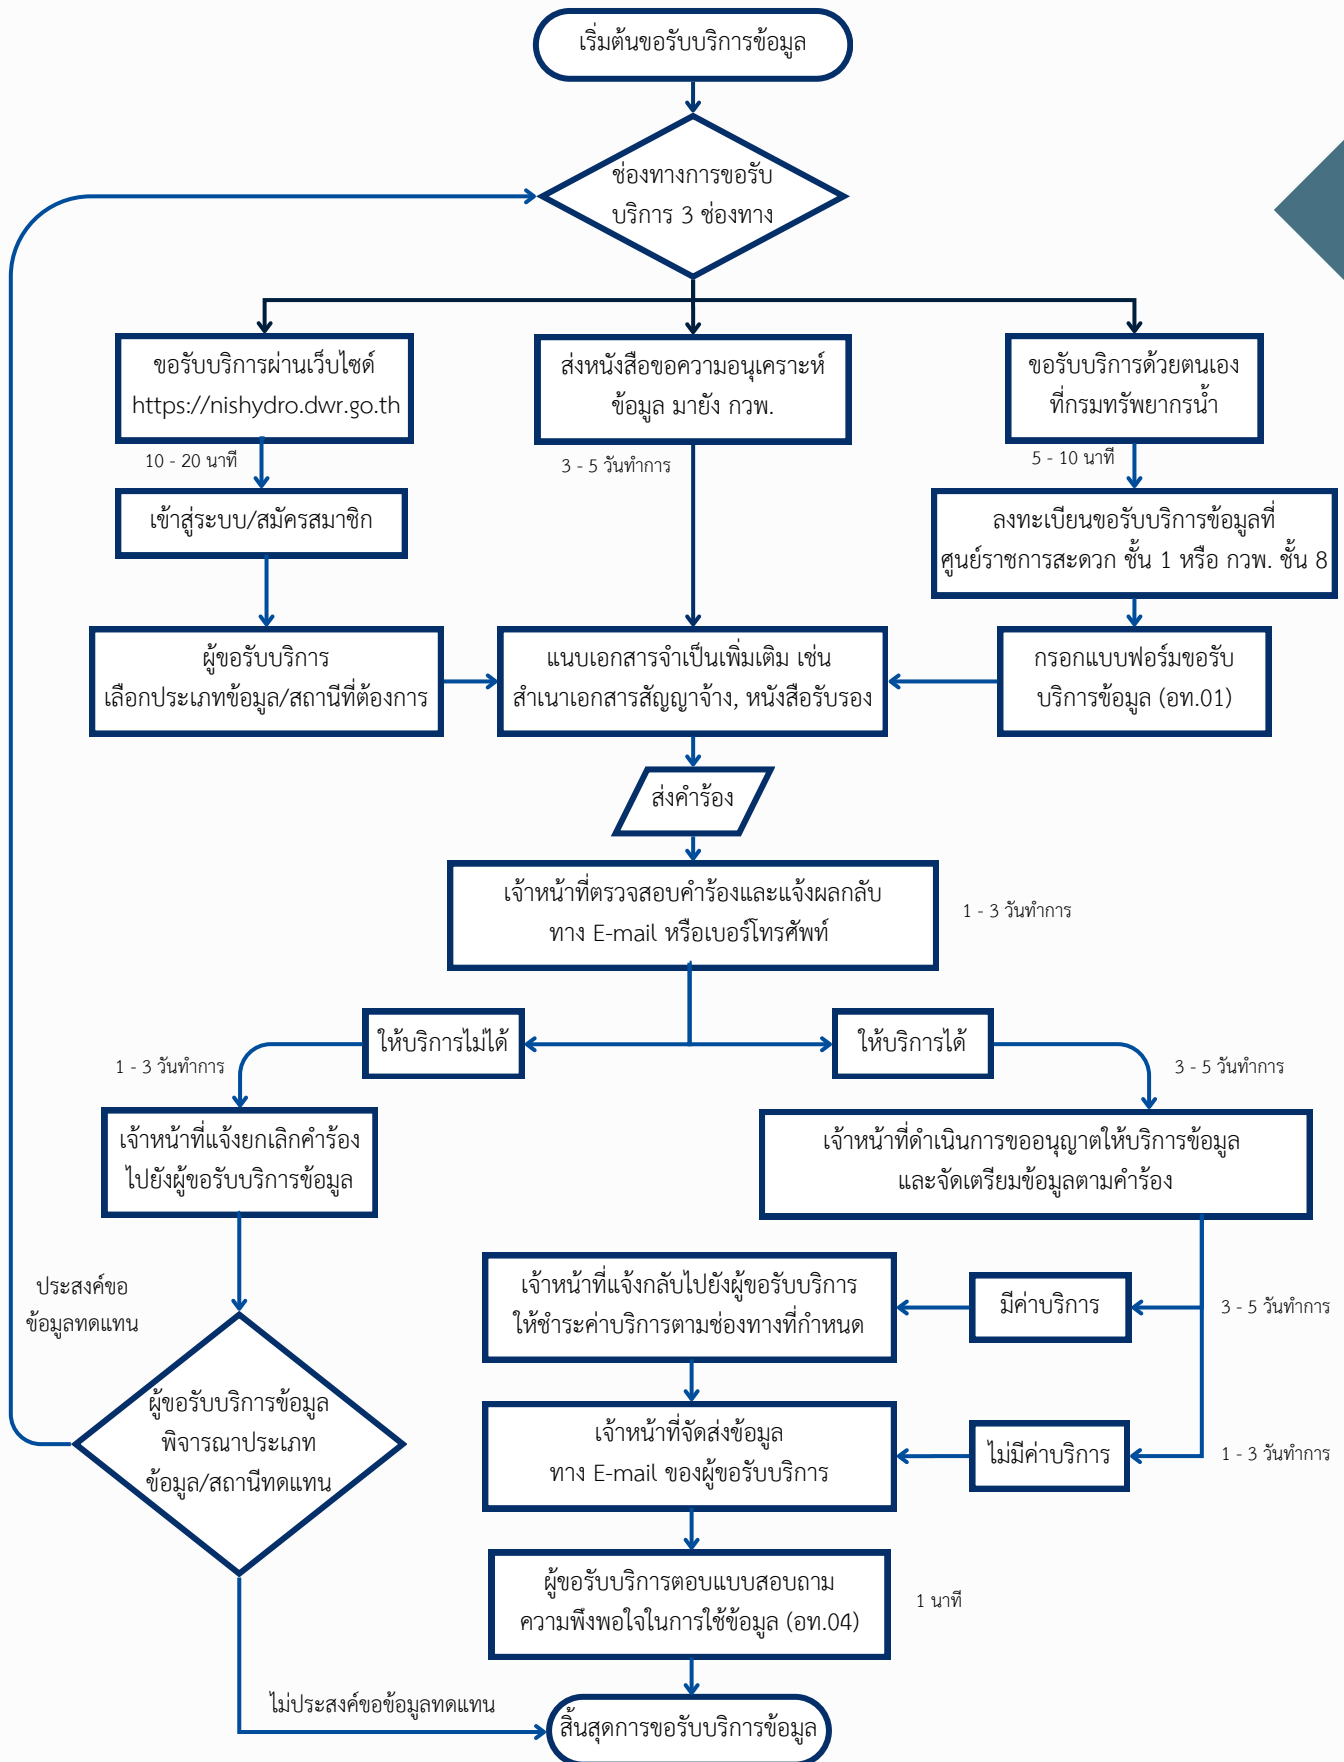 เริ่มต้นขอรับบริการข้อมูล
ช่องทางการขอรับ
บริการ 3 ช่องทาง
ขอรับบริการผ่านเว็บไซต์
https://nishydro.dwr.go.th
ส่งหนังสือขอความอนุเคราะห์
ข้อมูล มายัง กวพ.
ขอรับบริการด้วยตนเอง
ที่กรมทรัพยากรน้ำ
10 - 20 นาที
3 - 5 วันทำการ
5 - 10 นาที
เข้าสู่ระบบ/สมัครสมาชิก
ลงทะเบียนขอรับบริการข้อมูลที่
ศูนย์ราชการสะดวก ชั้น 1 หรือ กวพ. ชั้น 8
ผู้ขอรับบริการ
เลือกประเภทข้อมูล/สถานีที่ต้องการ
แนบเอกสารจำเป็นเพิ่มเติม เช่น
สำเนาเอกสารสัญญาจ้าง, หนังสือรับรอง
กรอกแบบฟอร์มขอรับ
บริการข้อมูล (อท.01)
ส่งคำร้อง
เจ้าหน้าที่ตรวจสอบคำร้องและแจ้งผลกลับ
ทาง E-mail หรือเบอร์โทรศัพท์
1 - 3 วันทำการ
ให้บริการไม่ได้
ให้บริการได้
1 - 3 วันทำการ
3 - 5 วันทำการ
เจ้าหน้าที่แจ้งยกเลิกคำร้อง
ไปยังผู้ขอรับบริการข้อมูล
เจ้าหน้าที่ดำเนินการขออนุญาตให้บริการข้อมูล
และจัดเตรียมข้อมูลตามคำร้อง
ประสงค์ขอ
ข้อมูลทดแทน
เจ้าหน้าที่แจ้งกลับไปยังผู้ขอรับบริการ
ให้ชำระค่าบริการตามช่องทางที่กำหนด
มีค่าบริการ
3 - 5 วันทำการ
ผู้ขอรับบริการข้อมูล
พิจารณาประเภท
ข้อมูล/สถานีทดแทน
เจ้าหน้าที่จัดส่งข้อมูล
ทาง E-mail ของผู้ขอรับบริการ
ไม่มีค่าบริการ
1 - 3 วันทำการ
ผู้ขอรับบริการตอบแบบสอบถาม
ความพึงพอใจในการใช้ข้อมูล (อท.04)
1 นาที
ไม่ประสงค์ขอข้อมูลทดแทน
สิ้นสุดการขอรับบริการข้อมูล